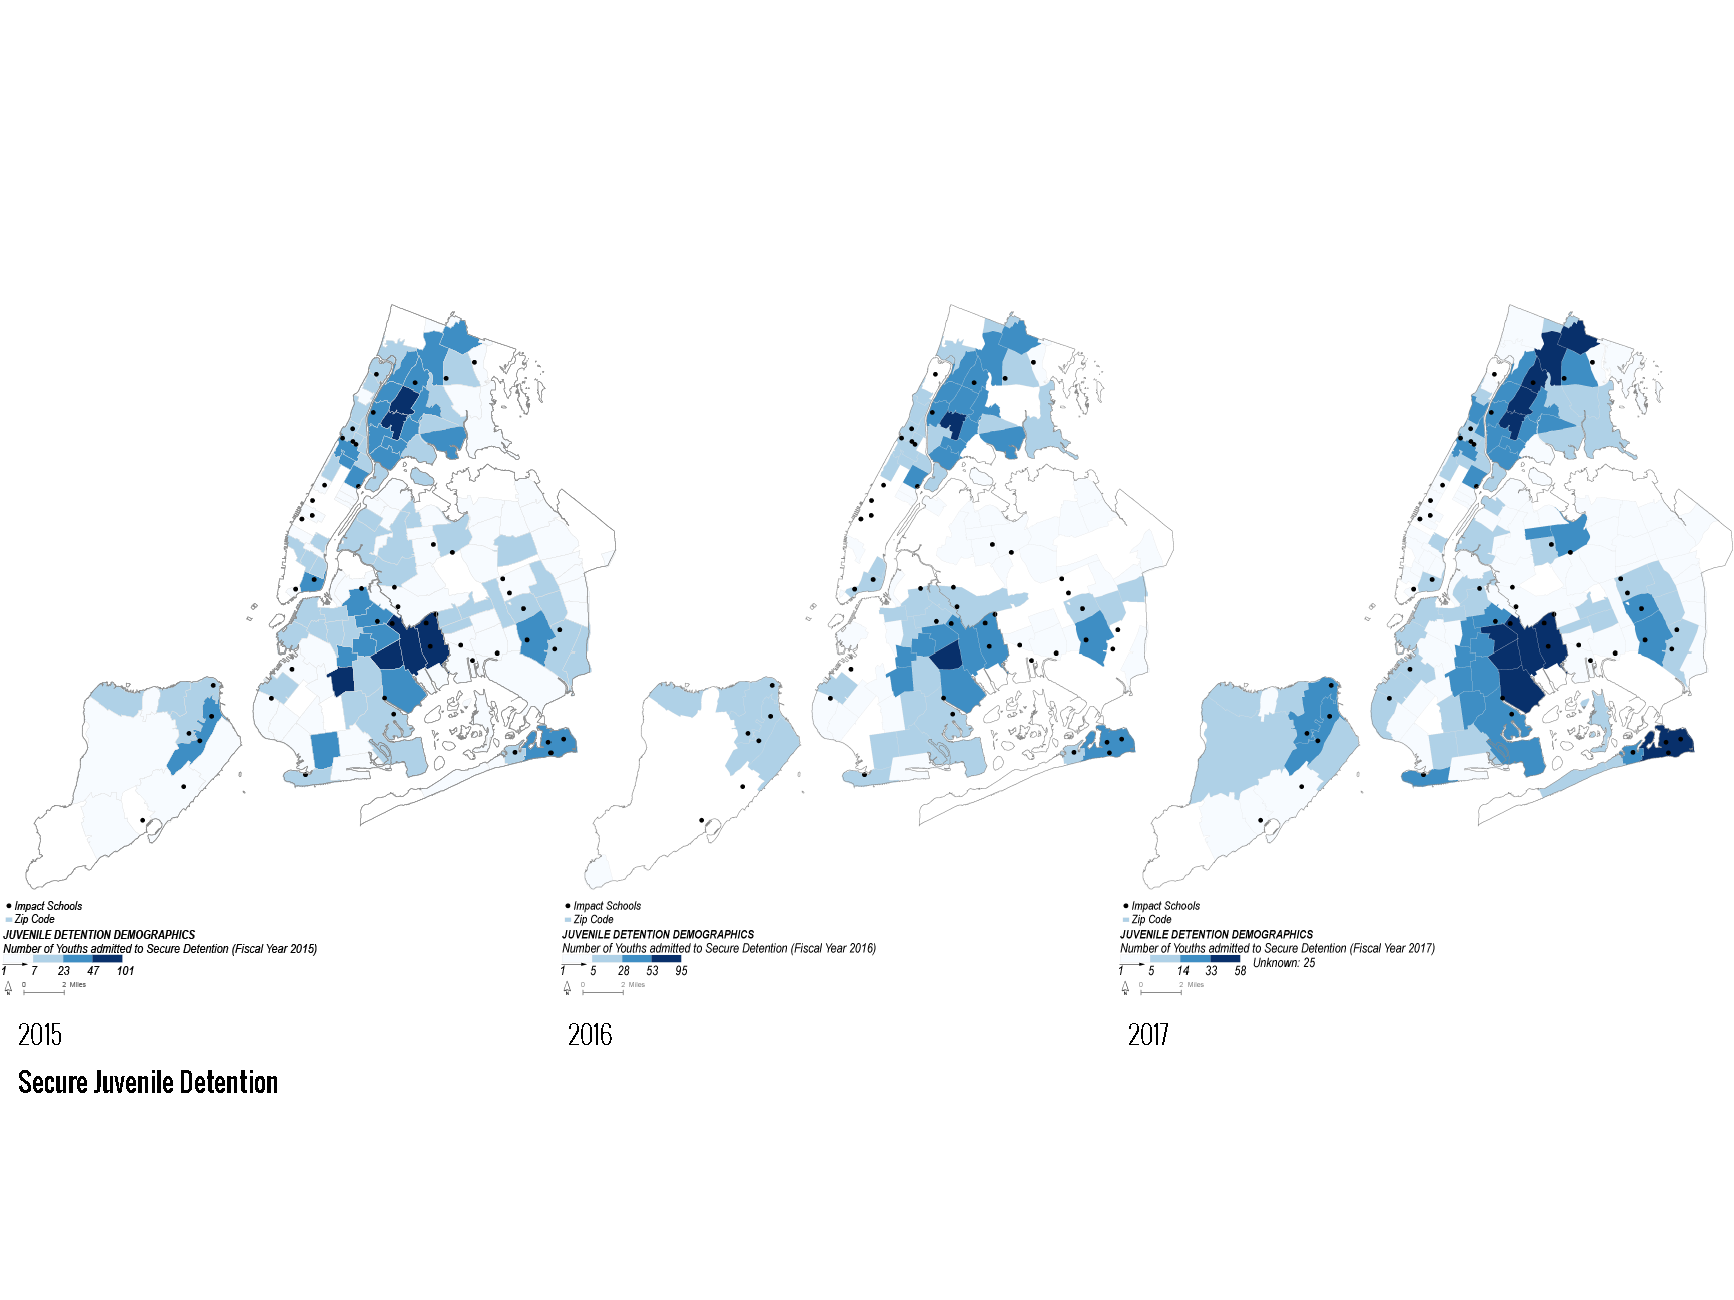 Impact Schools
Zip Code
JUVENILE DETENTION DEMOGRAPHICS
Number of Youths admitted to Secure Detention (Fiscal Year 2015)
1 7 23 47 101
N 0 2 Miles
Impact Schools
Zip Code
JUVENILE DETENTION DEMOGRAPHICS
Number of Youths admitted to Secure Detention (Fiscal Year 2016)
1 5 28 53 95
N 0 2 Miles
Impact Schools
Zip Code
JUVENILE DETENTION DEMOGRAPHICS
Number of Youths admitted to Secure Detention (Fiscal Year 2017)
1 5 14 33 58 Unknown: 25
N 0 2 Miles
2015 2016 2017
Secure Juvenile Detention